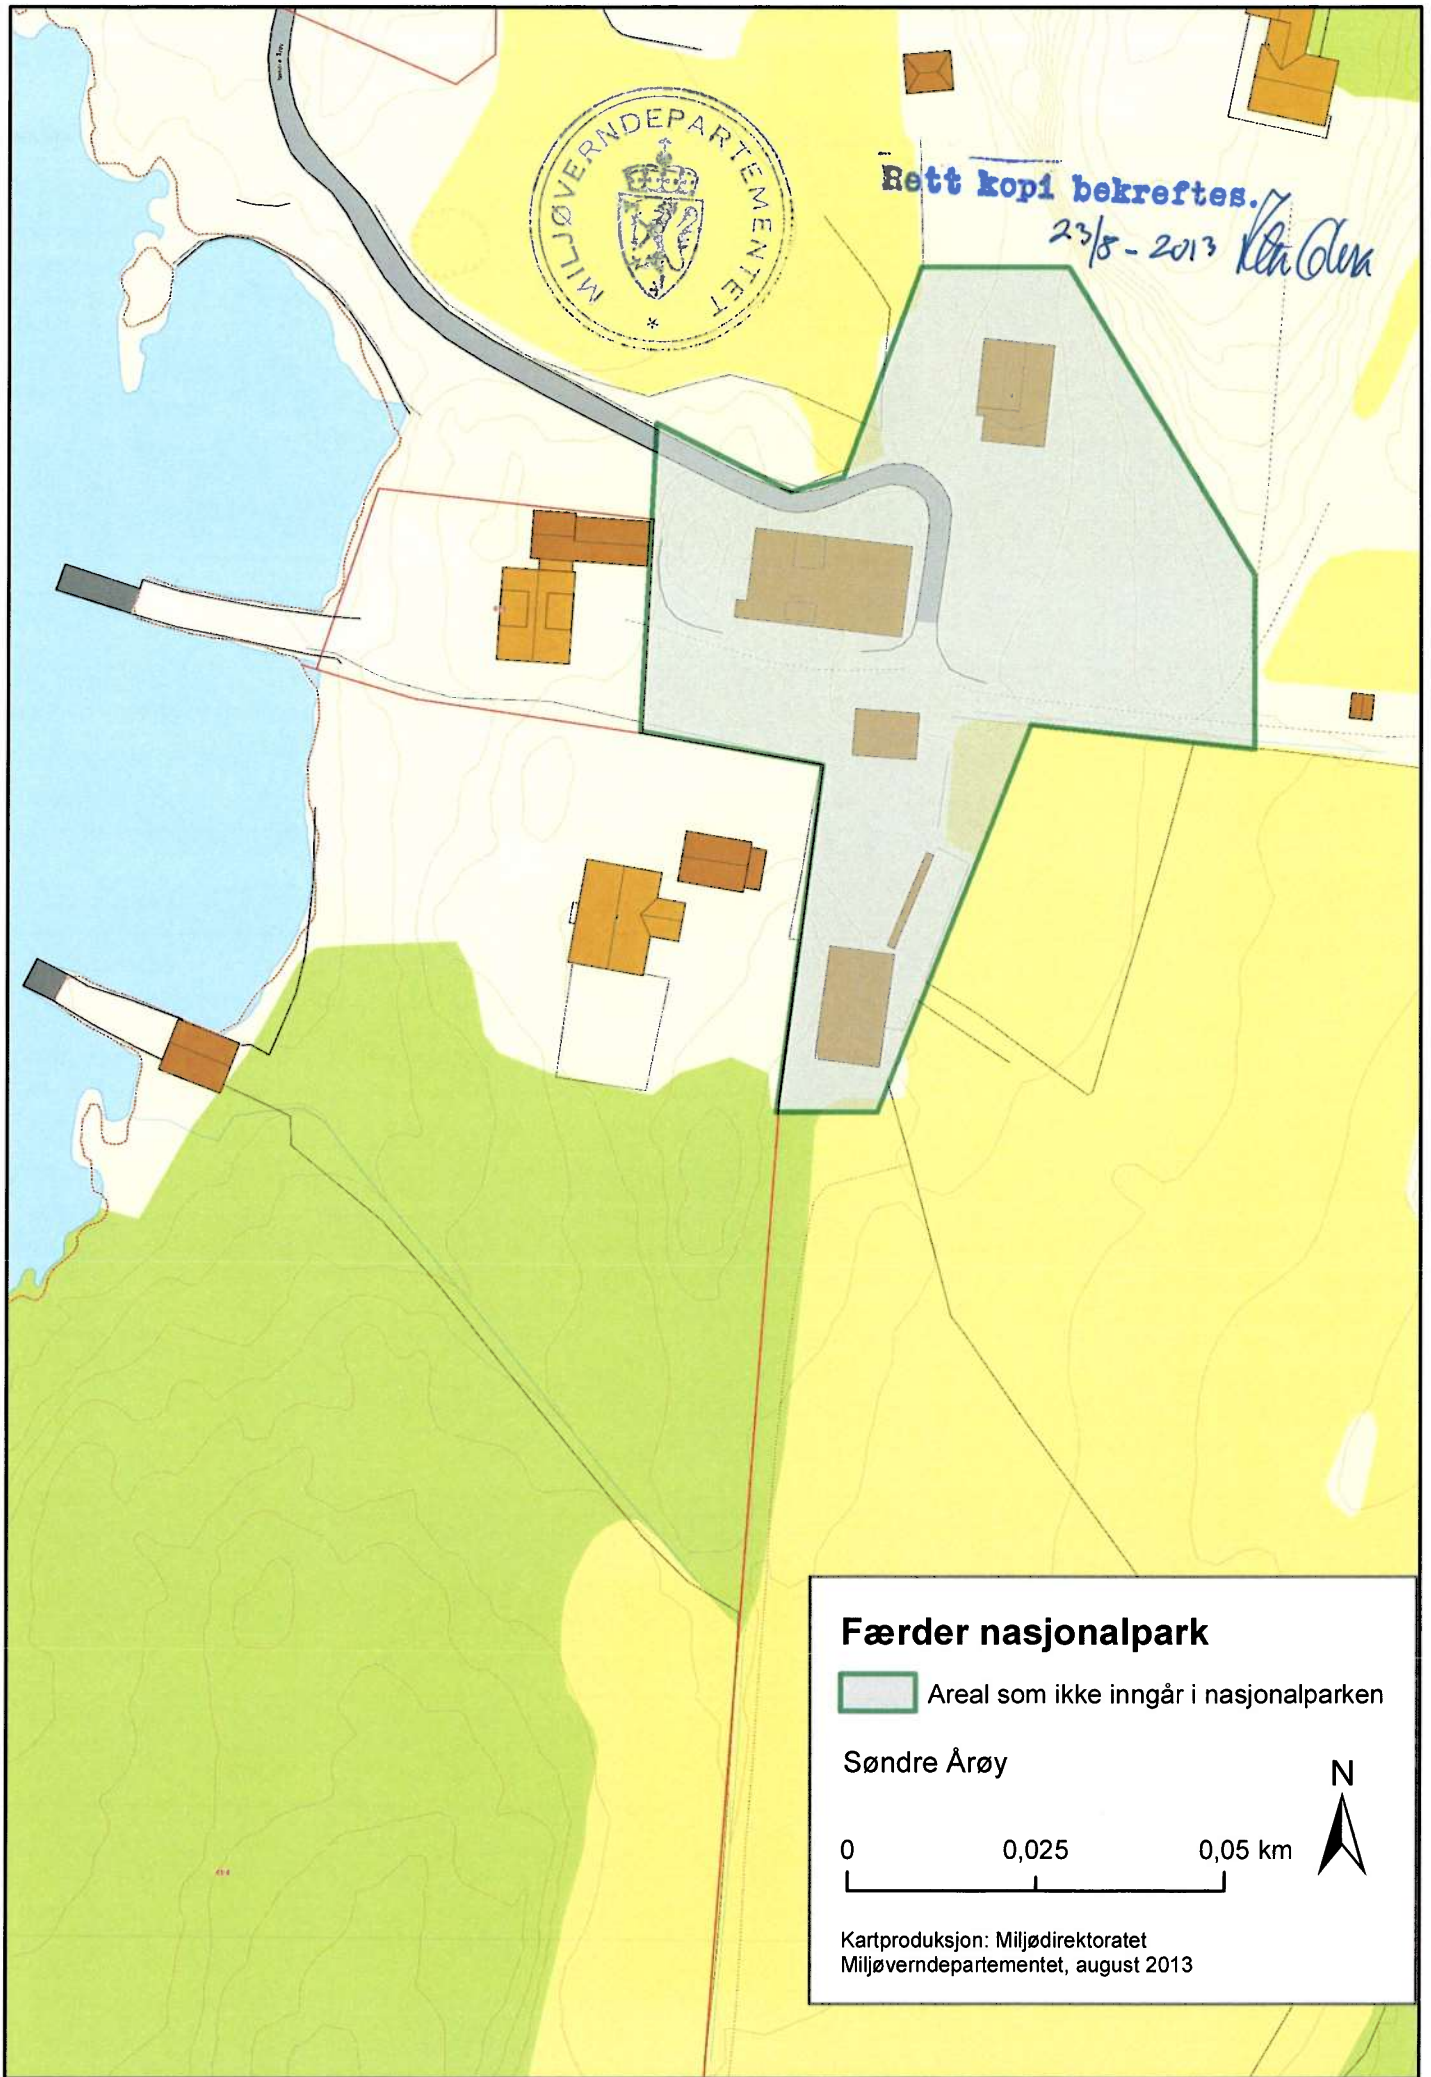 MILJØVERNDEPARTEMENTET
*
Rett kopi bekreftes.
23/8 - 2013
Færder nasjonalpark
Areal som ikke inngår i nasjonalparken
Søndre Årøy
N
0 0,025 0,05 km
Kartproduksjon: Miljødirektoratet
Miljøverndepartementet, august 2013